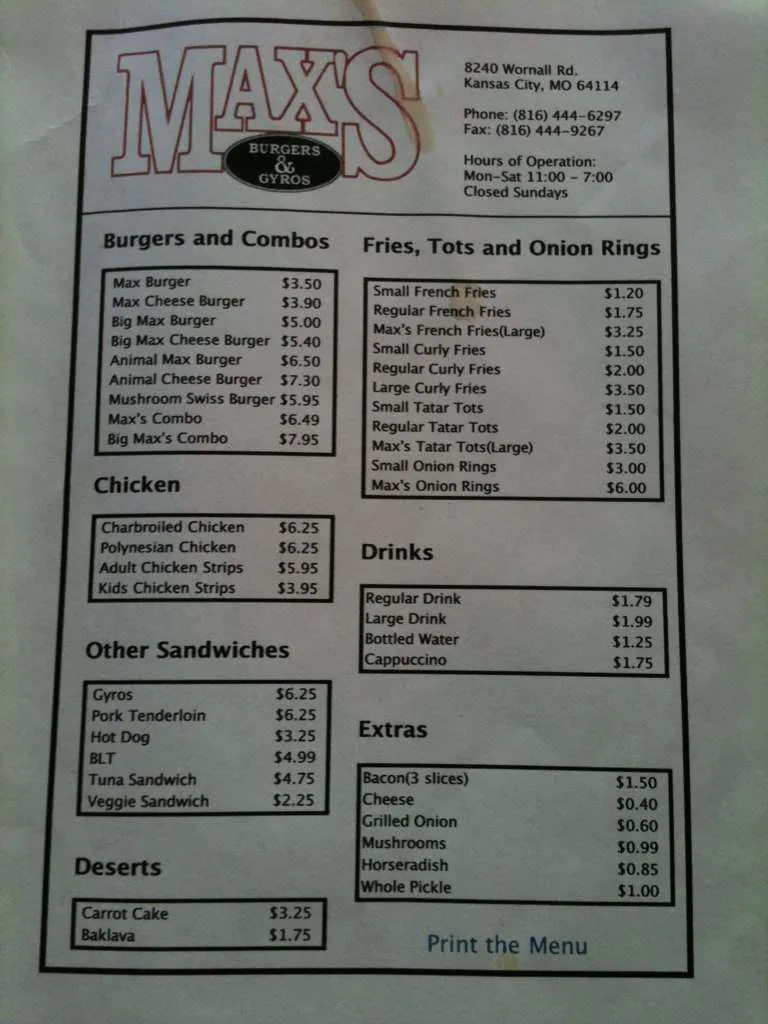 MAX'S
BURGERS
&
GYROS
8240 Wornall Rd.
Kansas City, MO 64114
Phone: (816) 444-6297
Fax: (816) 444-9267
Hours of Operation:
Mon-Sat 11:00 - 7:00
Closed Sundays
Burgers and Combos
Max Burger $3.50
Max Cheese Burger $3.90
Big Max Burger $5.00
Big Max Cheese Burger $5.40
Animal Max Burger $6.50
Animal Cheese Burger $7.30
Mushroom Swiss Burger $5.95
Max's Combo $6.49
Big Max's Combo $7.95
Chicken
Charbroiled Chicken $6.25
Polynesian Chicken $6.25
Adult Chicken Strips $5.95
Kids Chicken Strips $3.95
Other Sandwiches
Gyros $6.25
Pork Tenderloin $6.25
Hot Dog $3.25
BLT $4.99
Tuna Sandwich $4.75
Veggie Sandwich $2.25
Deserts
Carrot Cake $3.25
Baklava $1.75
Fries, Tots and Onion Rings
Small French Fries $1.20
Regular French Fries $1.75
Max's French Fries(Large) $3.25
Small Curly Fries $1.50
Regular Curly Fries $2.00
Large Curly Fries $3.50
Small Tatar Tots $1.50
Regular Tatar Tots $2.00
Max's Tatar Tots(Large) $3.50
Small Onion Rings $3.00
Max's Onion Rings $6.00
Drinks
Regular Drink $1.79
Large Drink $1.99
Bottled Water $1.25
Cappuccino $1.75
Extras
Bacon(3 slices) $1.50
Cheese $0.40
Grilled Onion $0.60
Mushrooms $0.99
Horseradish $0.85
Whole Pickle $1.00
Print the Menu